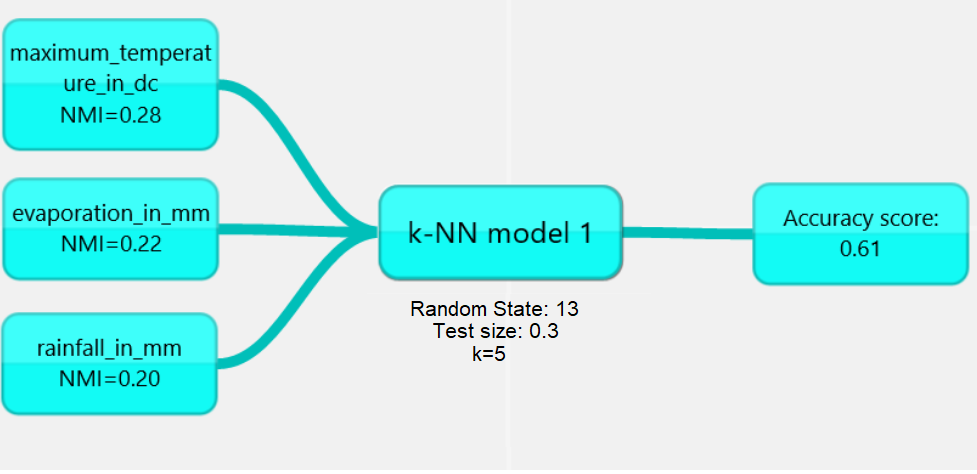 maximum_temperat
ure_in_dc
NMI=0.28
evaporation_in_mm
NMI=0.22
rainfall_in_mm
NMI=0.20
k-NN model 1
Random State: 13
Test size: 0.3
k=5
Accuracy score:
0.61